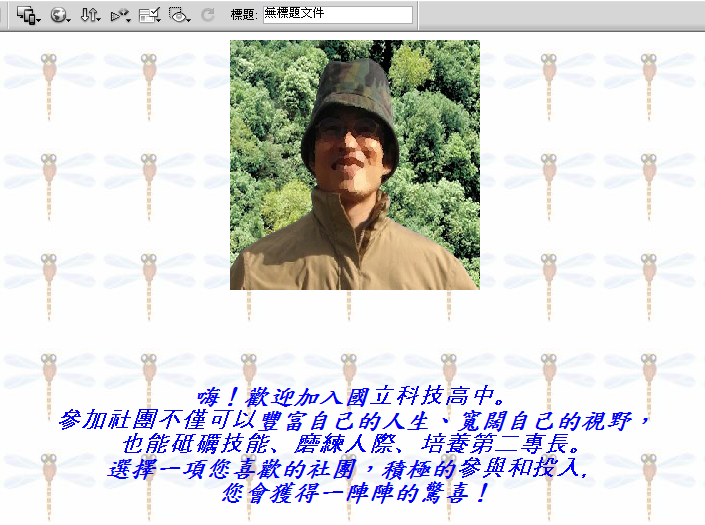 標題: 無標題文件
嗨！歡迎加入國立科技高中。
參加社團不僅可以豐富自己的人生、寬闊自己的視野，
也能砥礪技能、磨練人際、培養第二專長。
選擇一項您喜歡的社團，積極的參與和投入，
您會獲得一陣陣的驚喜！